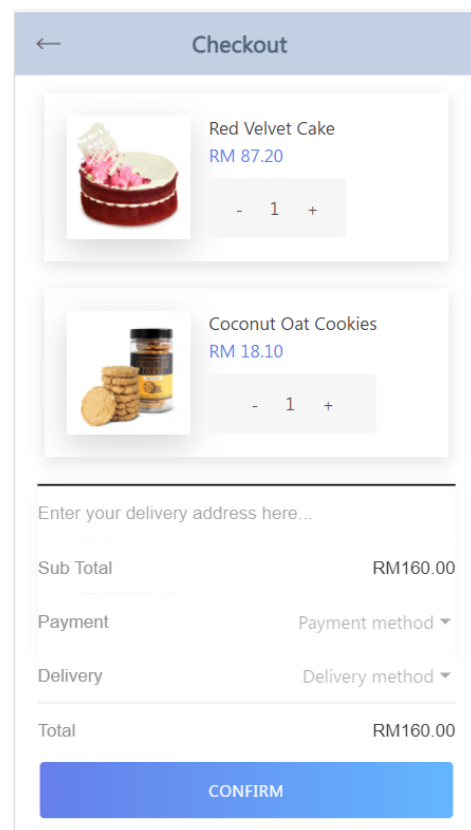 Checkout
Red Velvet Cake
RM 87.20
- 1 +
Coconut Oat Cookies
RM 18.10
- 1 +
Enter your delivery address here...
Sub Total RM160.00
Payment Payment method
Delivery Delivery method
Total RM160.00
CONFIRM